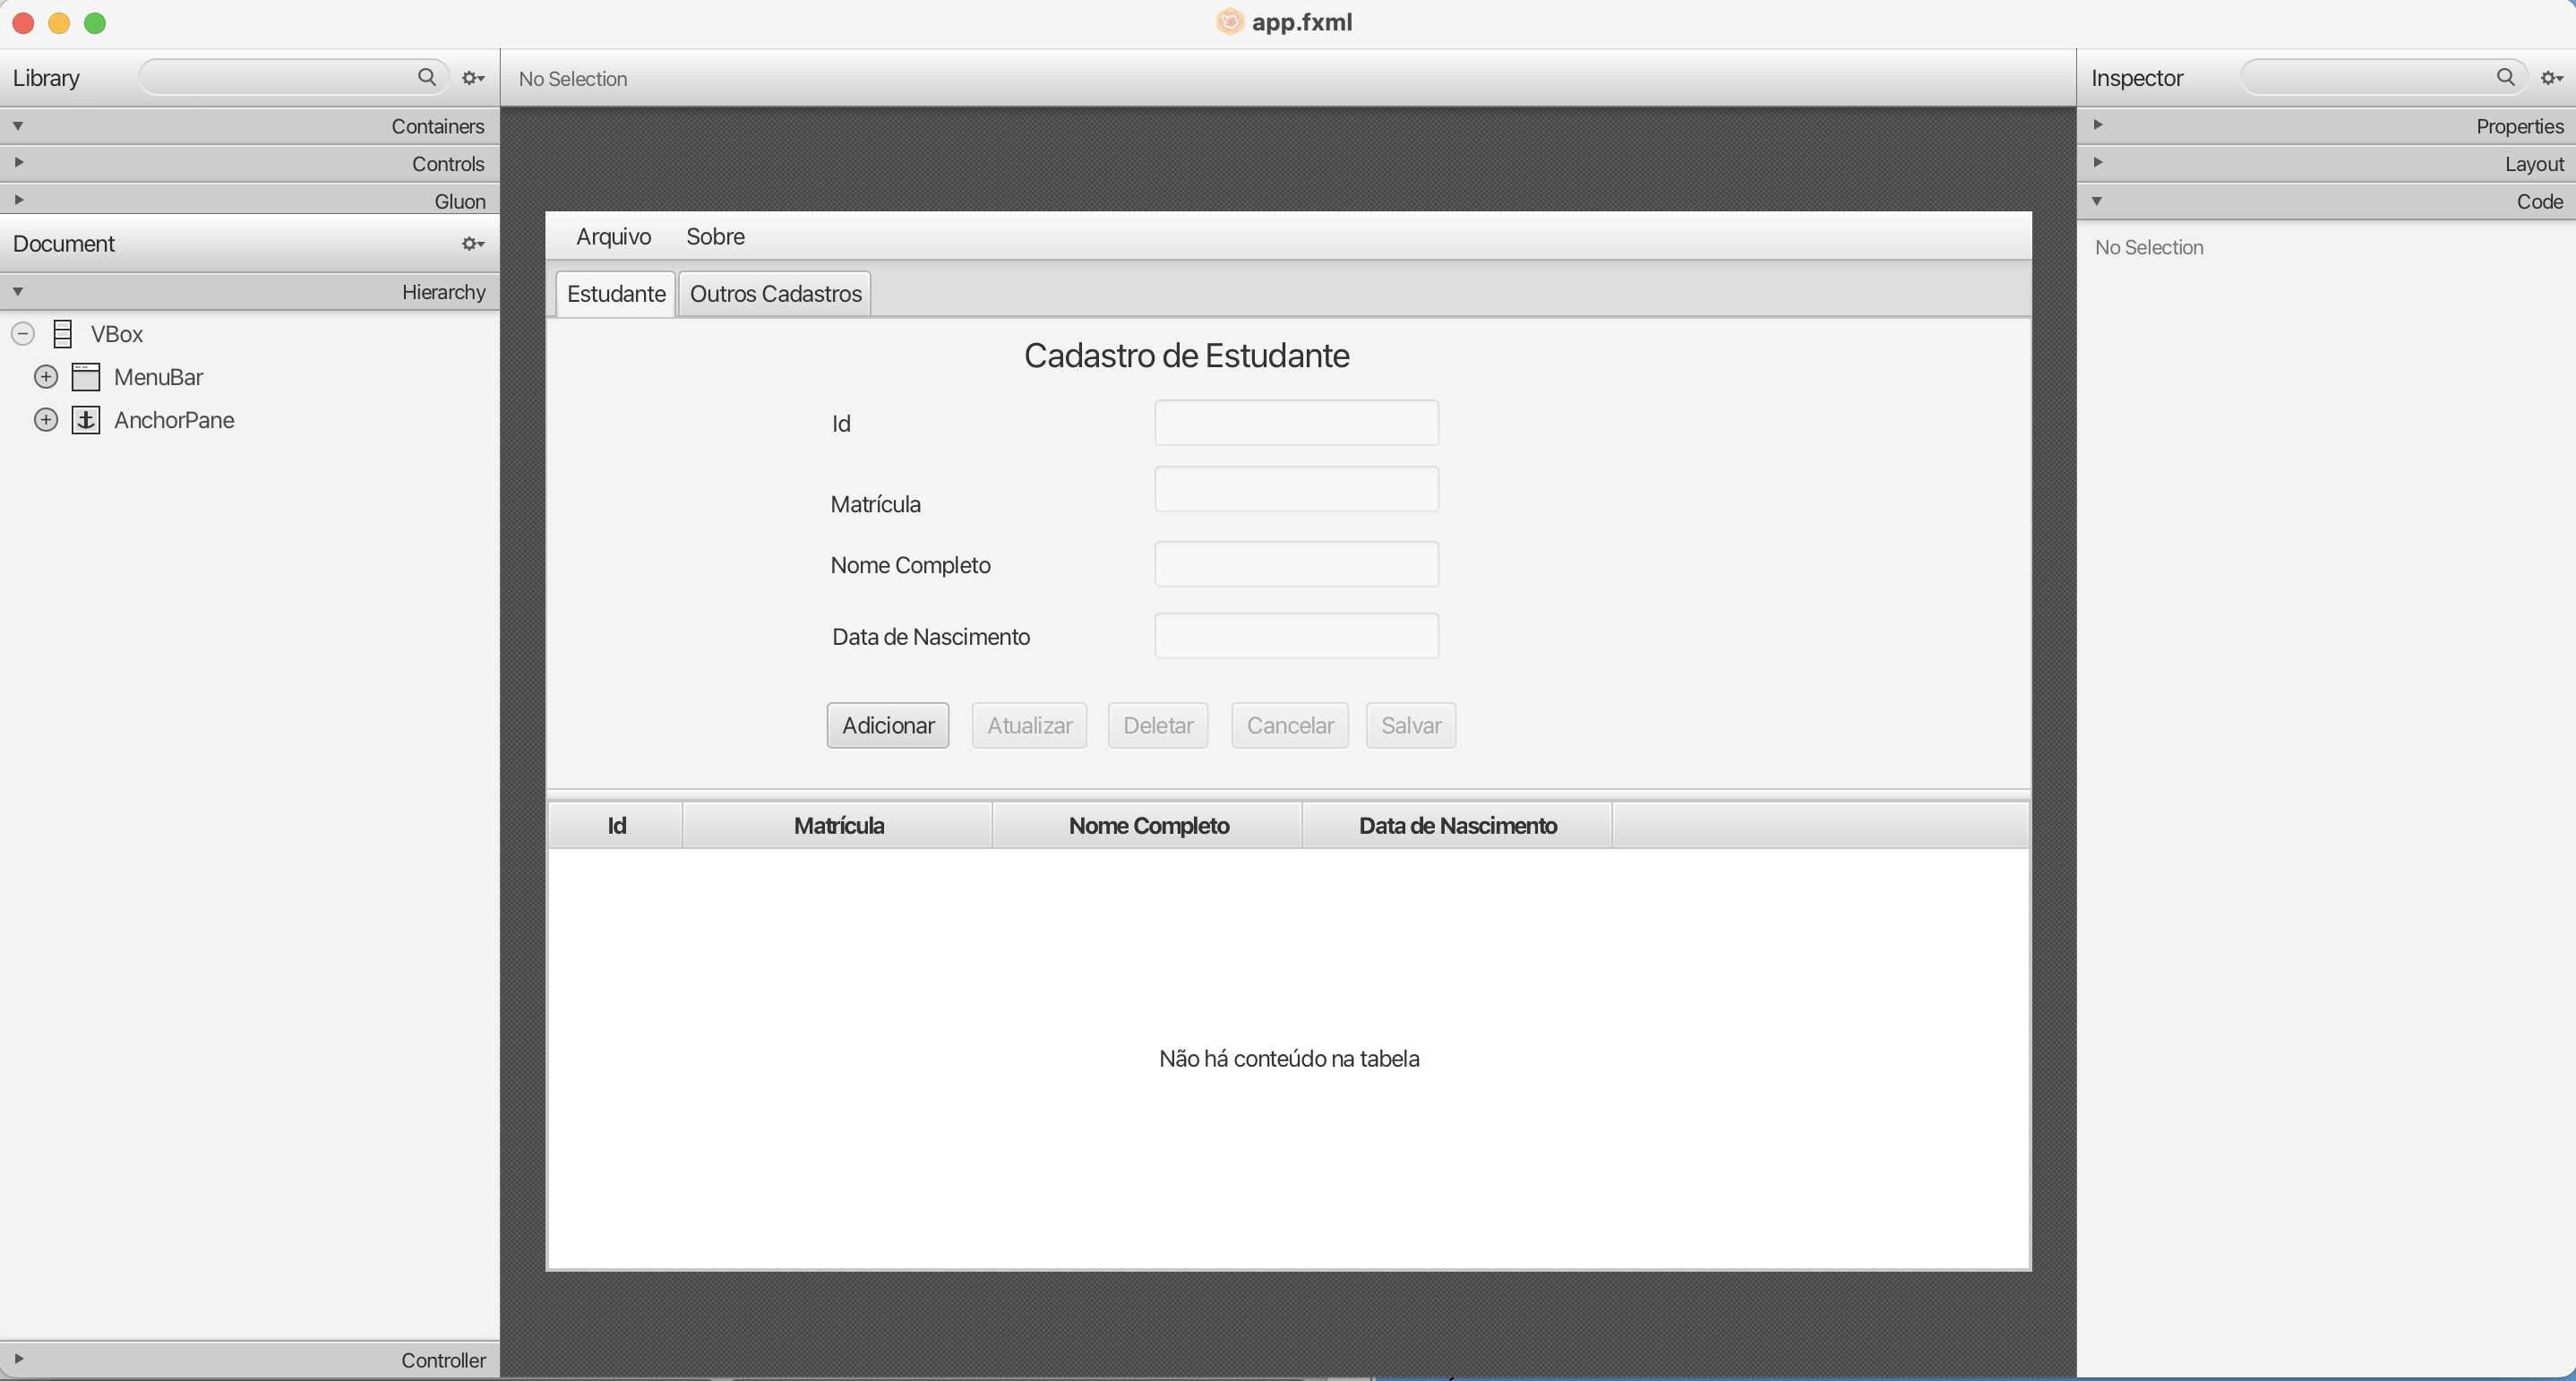 app.fxml
Library
No Selection
Inspector
Containers
Controls
Gluon
Document
Hierarchy
VBox
MenuBar
AnchorPane
Controller
Arquivo Sobre
Estudante Outros Cadastros
Cadastro de Estudante
Id
Matrícula
Nome Completo
Data de Nascimento
Adicionar Atualizar Deletar Cancelar Salvar
Id Matrícula Nome Completo Data de Nascimento
Não há conteúdo na tabela
Properties
Layout
Code
No Selection